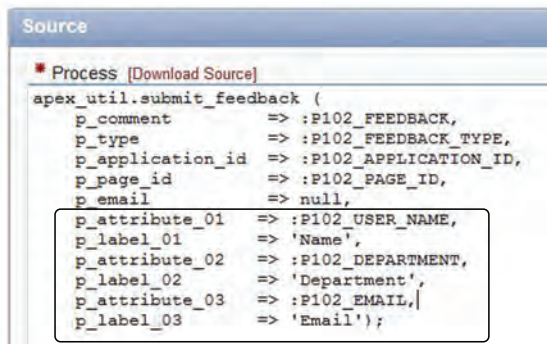 Source
* Process [Download Source]
apex_util.submit_feedback (
p_comment => :P102_FEEDBACK,
p_type => :P102_FEEDBACK_TYPE,
p_application_id => :P102_APPLICATION_ID,
p_page_id => :P102_PAGE_ID,
p_email => null,
p_attribute_01 => :P102_USER_NAME,
p_label_01 => 'Name',
p_attribute_02 => :P102_DEPARTMENT,
p_label_02 => 'Department',
p_attribute_03 => :P102_EMAIL,
p_label_03 => 'Email');